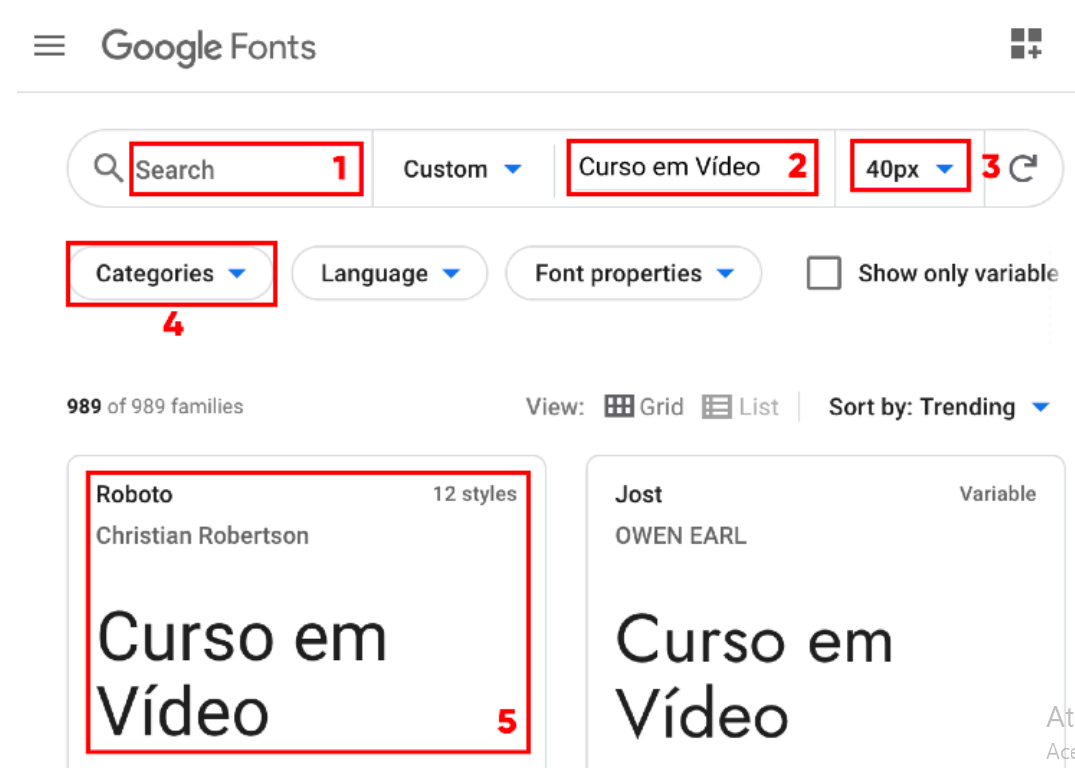 Google Fonts
Search 1 Custom Curso em Vídeo 2 40px 3
Categories Language Font properties Show only variable
4
989 of 989 families View: Grid List Sort by: Trending
Roboto 12 styles
Christian Robertson
Curso em
Vídeo
5
Jost Variable
OWEN EARL
Curso em
Vídeo
At
Ace